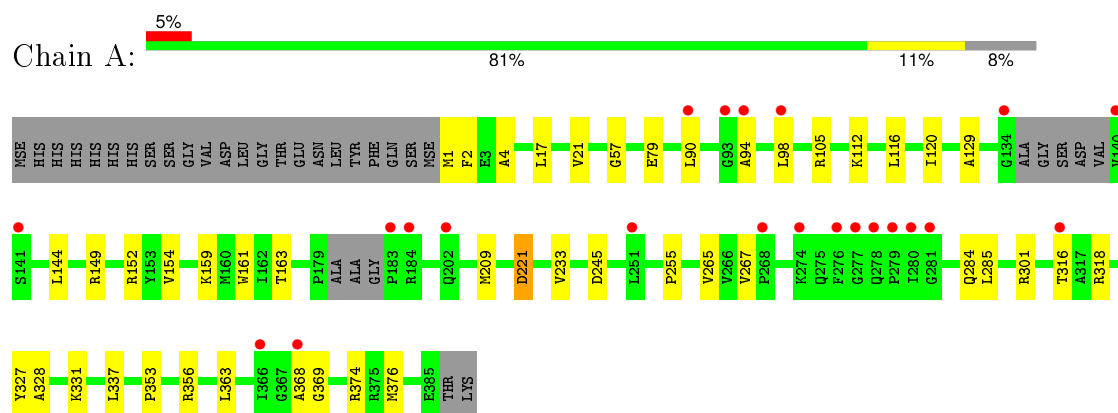 5%
Chain A:
81% 11% 8%
MSE HIS HIS HIS HIS HIS HIS SER SER GLY VAL ASP LEU GLY THR GLU ASN LEU TYR PHE GLN SER MSE M1 F2 E3 A4 L17 V21 G57 E79 L90 G93 A94 L98 R105 K112 L116 I120 A129 G134 ALA GLY SER ASP VAL
S141 L144 R149 R152 Y153 V154 K159 M160 W161 I162 T163 P179 ALA ALA GLY P183 R184 Q202 M209 D221 V233 D245 L251 P255 V265 V266 V267 P268 K274 Q275 F276 G277 Q278 P279 I280 G281 Q284 L285 R301 T316 A317 R318
Y327 A328 K331 L337 P353 R356 L363 I366 G367 A368 G369 R374 R375 M376 E385 THR LYS